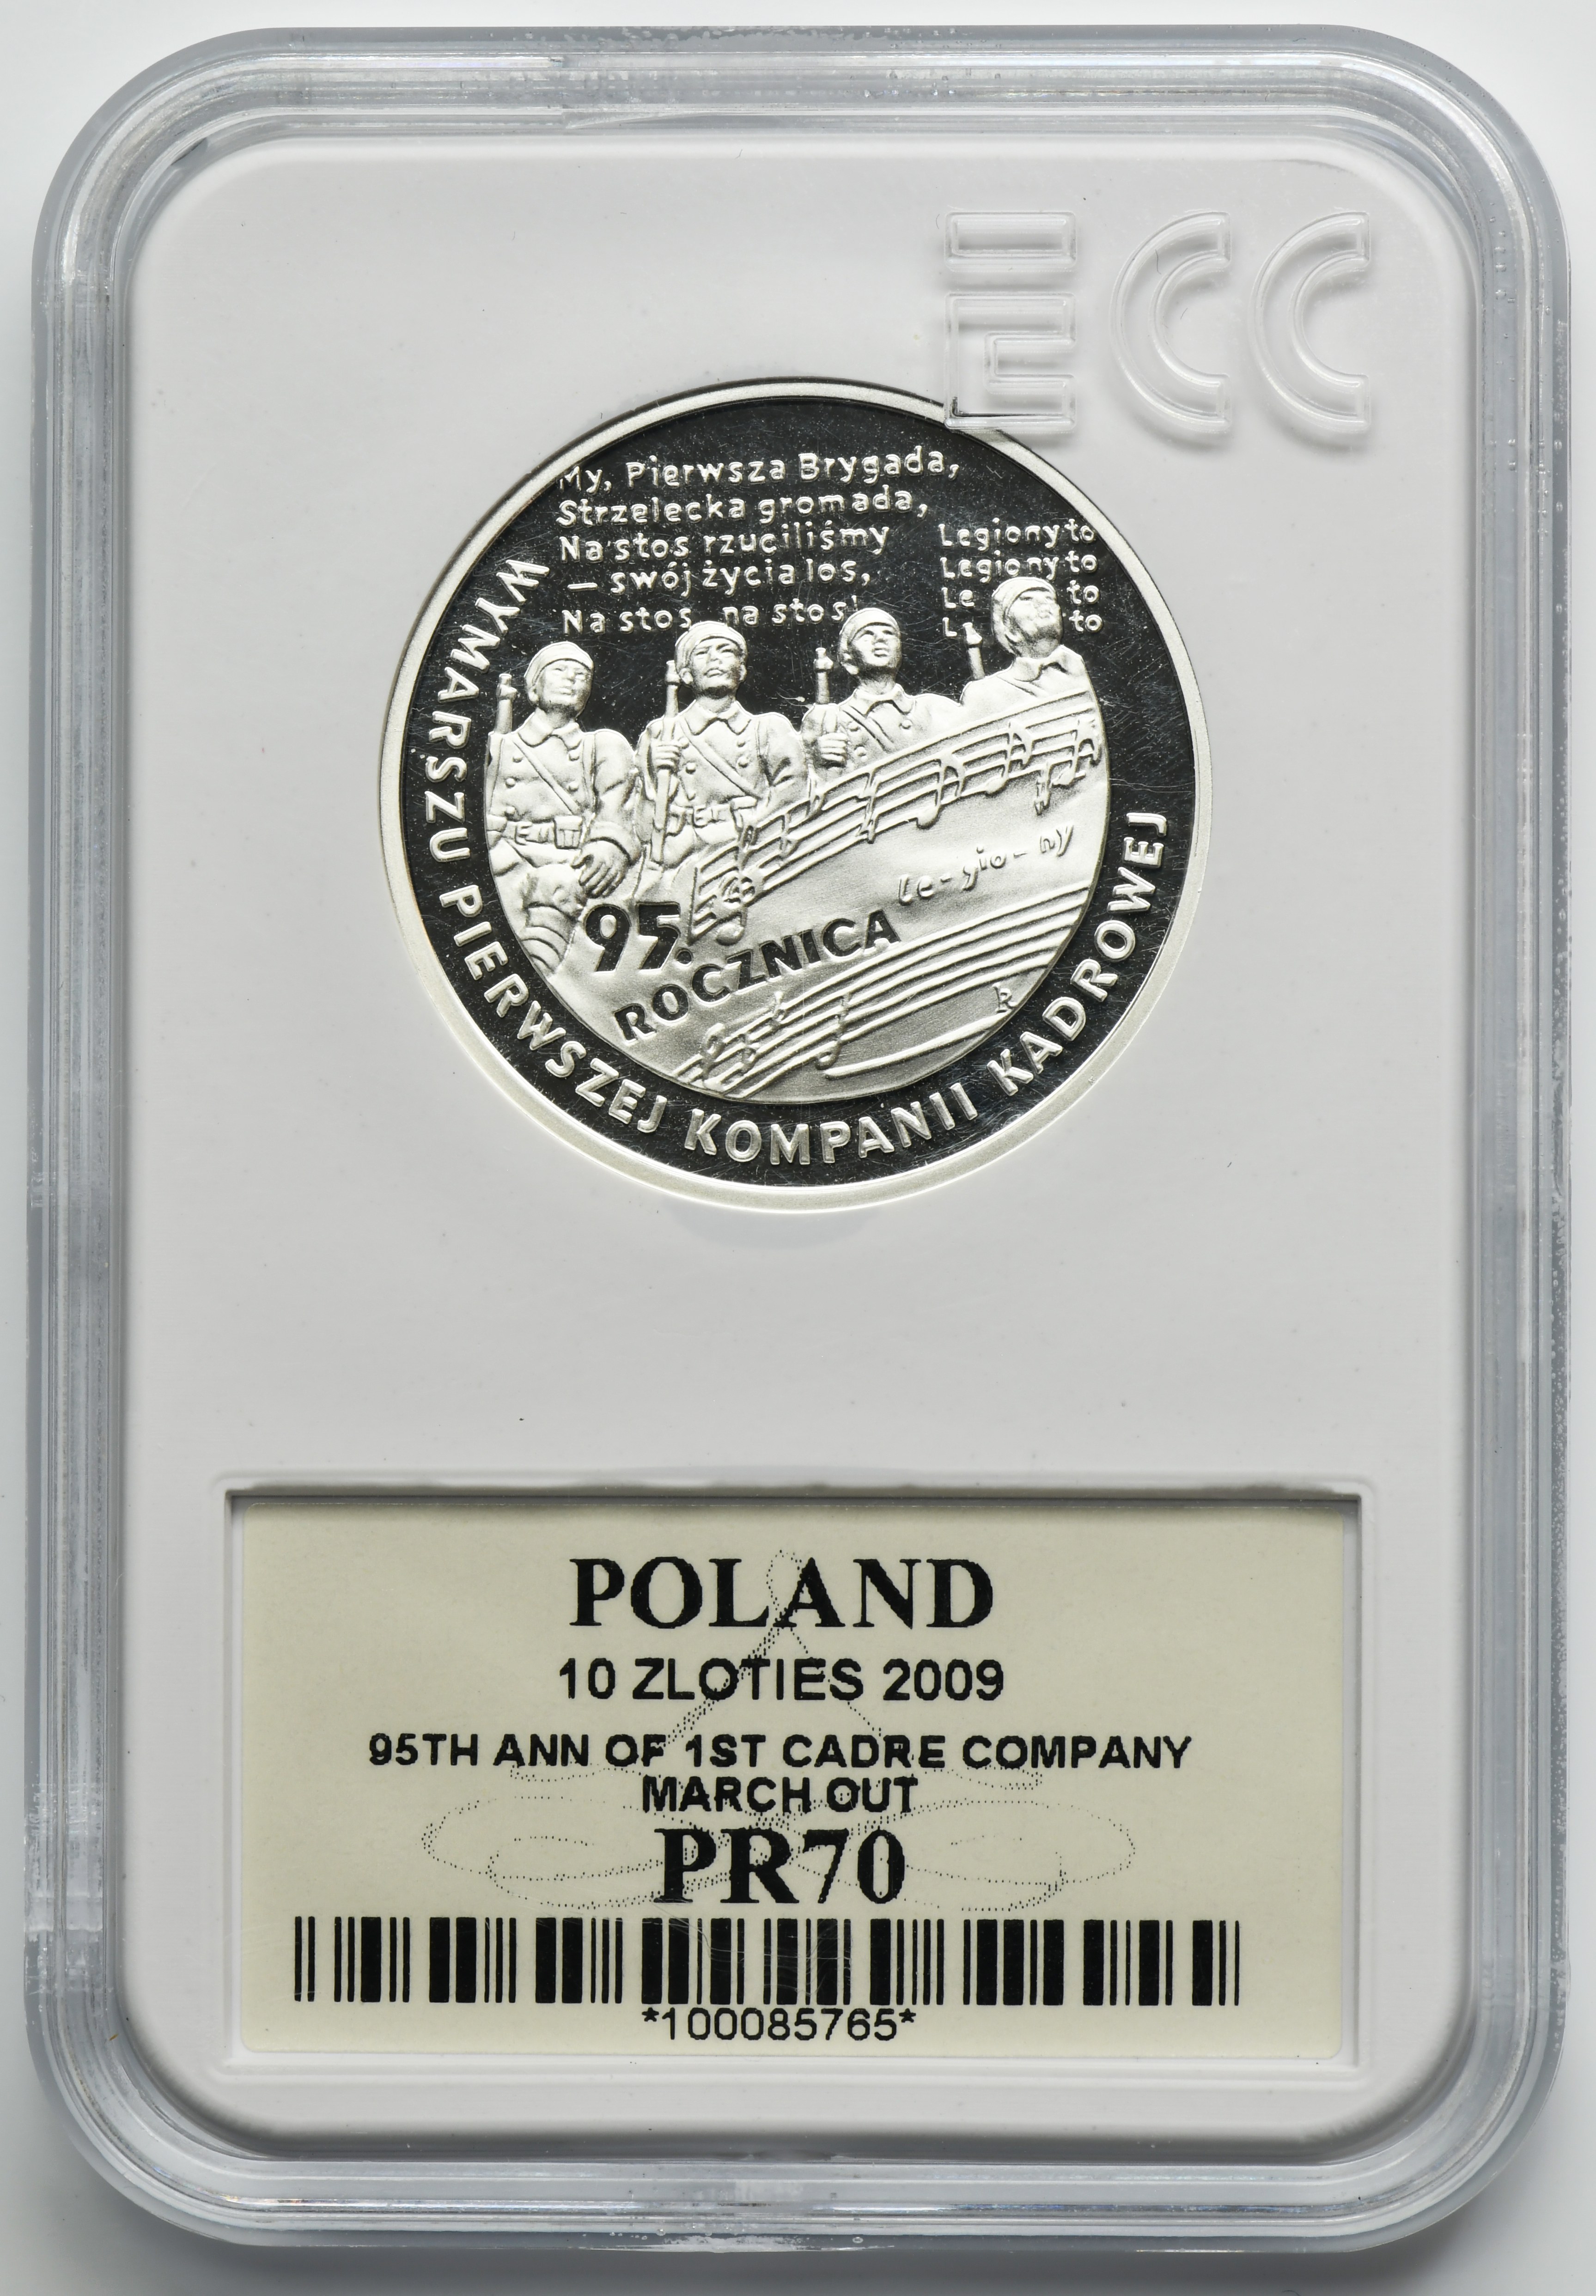 ECC
My, Pierwsza Brygada,
Strzelecka gromada,
Na stos rzuciliśmy
— swój życia los,
Na stos, na stos!
Legiony to
Legiony to
Le to
L to
Le-gio-ny
95.
ROCZNICA
WYMARSZU PIERWSZEJ KOMPANII KADROWEJ
POLAND
10 ZLOTIES 2009
95TH ANN OF 1ST CADRE COMPANY
MARCH OUT
PR70
*100085765*